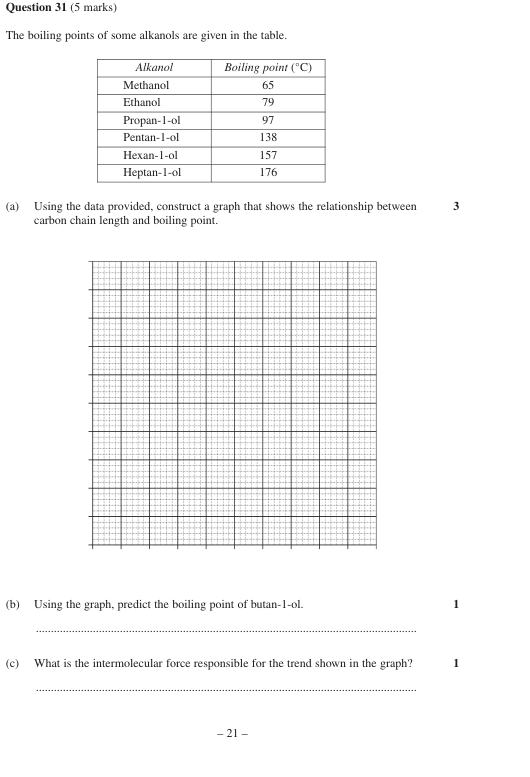 Question 31 (5 marks)
The boiling points of some alkanols are given in the table.
Alkanol Boiling point (°C)
Methanol 65
Ethanol 79
Propan-1-ol 97
Pentan-1-ol 138
Hexan-1-ol 157
Heptan-1-ol 176
(a) Using the data provided, construct a graph that shows the relationship between 3
carbon chain length and boiling point.
(b) Using the graph, predict the boiling point of butan-1-ol. 1
(c) What is the intermolecular force responsible for the trend shown in the graph? 1
– 21 –